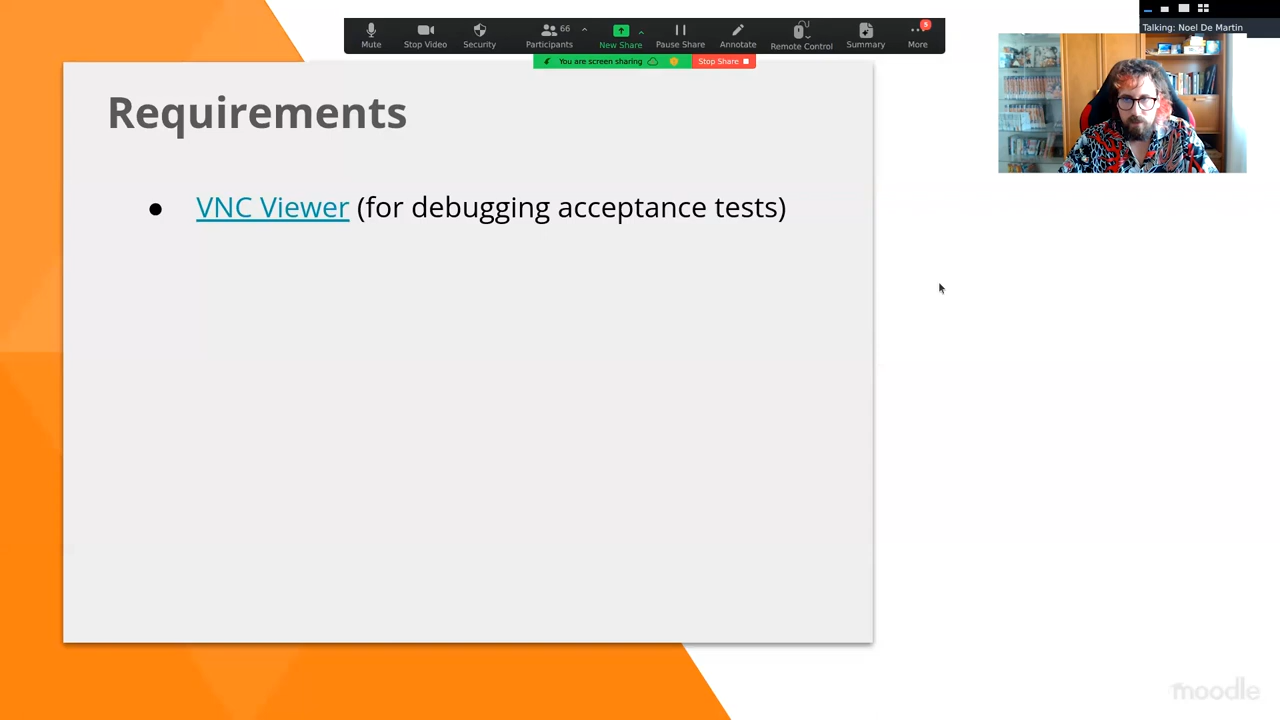 Mute
Stop Video
Security
Participants
66
New Share
Pause Share
Annotate
Remote Control
Summary
More
5
You are screen sharing
Stop Share
Talking: Noel De Martin
Requirements
● VNC Viewer (for debugging acceptance tests)
moodle